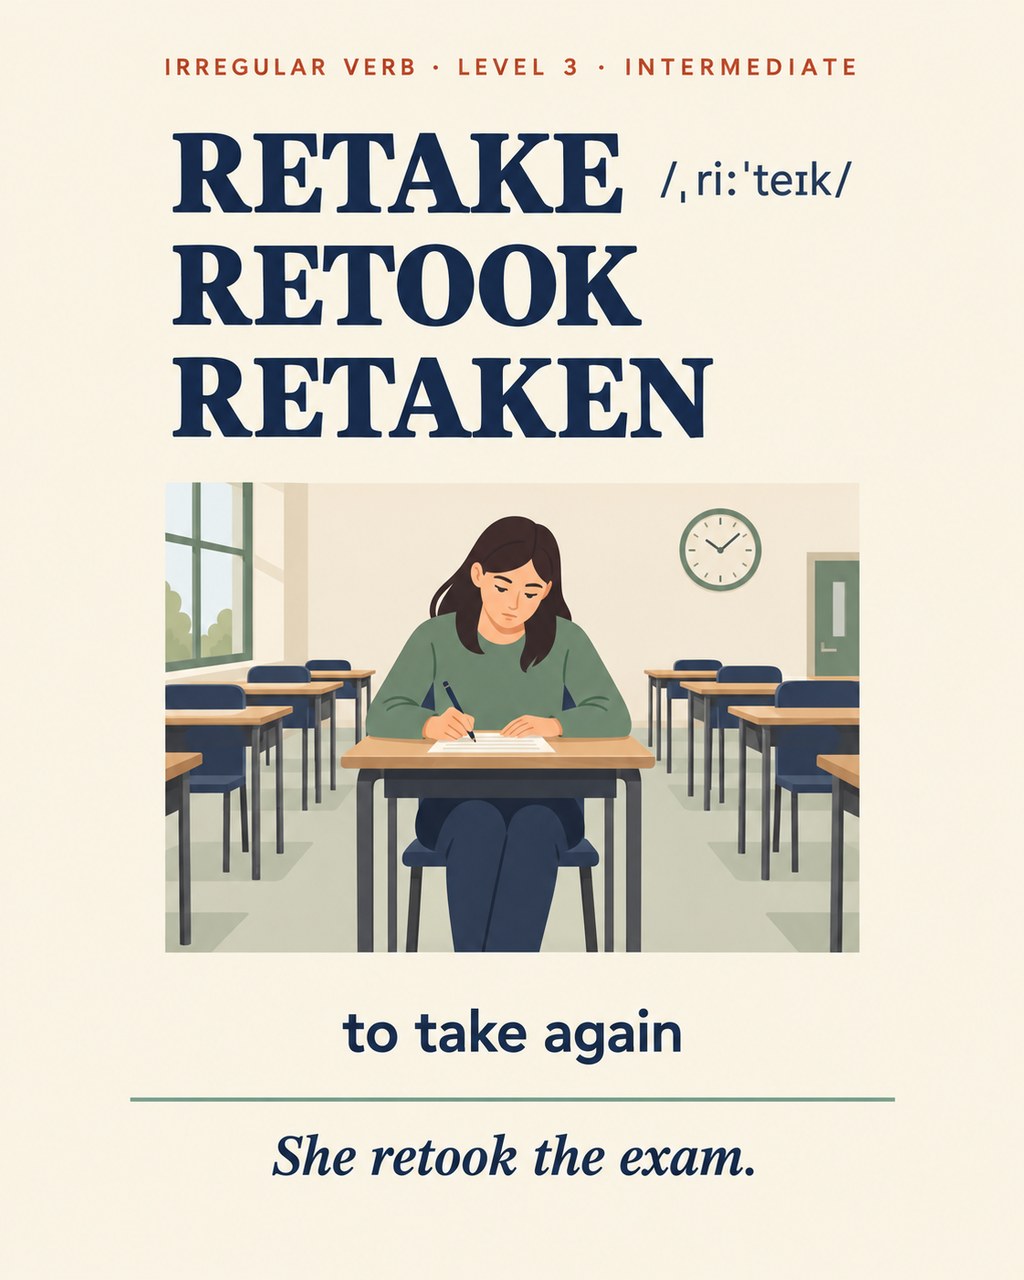 IRREGULAR VERB · LEVEL 3 · INTERMEDIATE
RETAKE /ˌriːˈteɪk/
RETOOK
RETAKEN
to take again
She retook the exam.